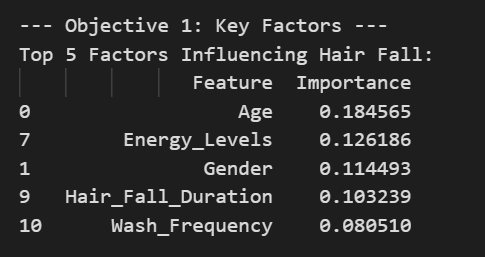 --- Objective 1: Key Factors ---
Top 5 Factors Influencing Hair Fall:
Feature Importance
0 Age 0.184565
7 Energy_Levels 0.126186
1 Gender 0.114493
9 Hair_Fall_Duration 0.103239
10 Wash_Frequency 0.080510